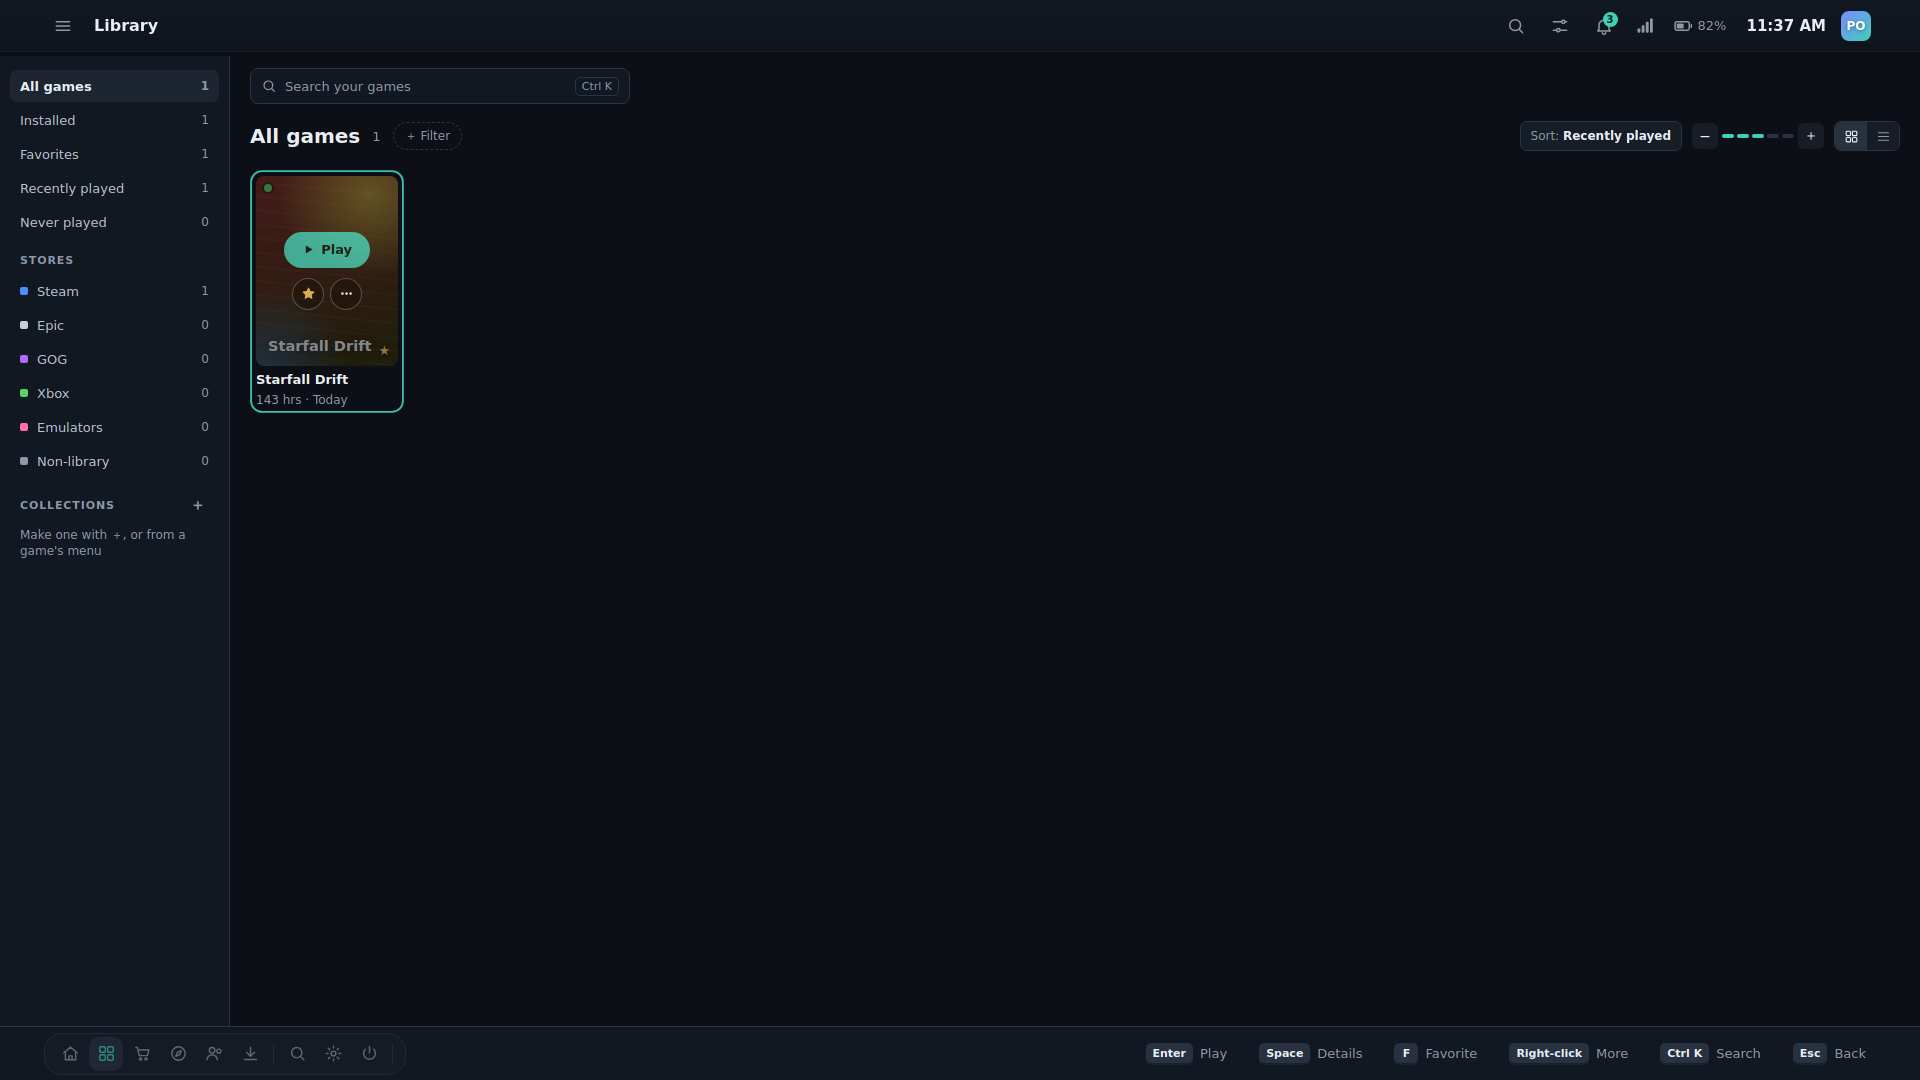 Library
3
82%
11:37 AM
PO
All games 1
Installed 1
Favorites 1
Recently played 1
Never played 0
STORES
Steam 1
Epic 0
GOG 0
Xbox 0
Emulators 0
Non-library 0
COLLECTIONS +
Make one with +, or from a
game's menu
Search your games Ctrl K
All games 1 + Filter
Sort: Recently played
Play
Starfall Drift
Starfall Drift
143 hrs · Today
Enter Play Space Details F Favorite Right-click More Ctrl K Search Esc Back